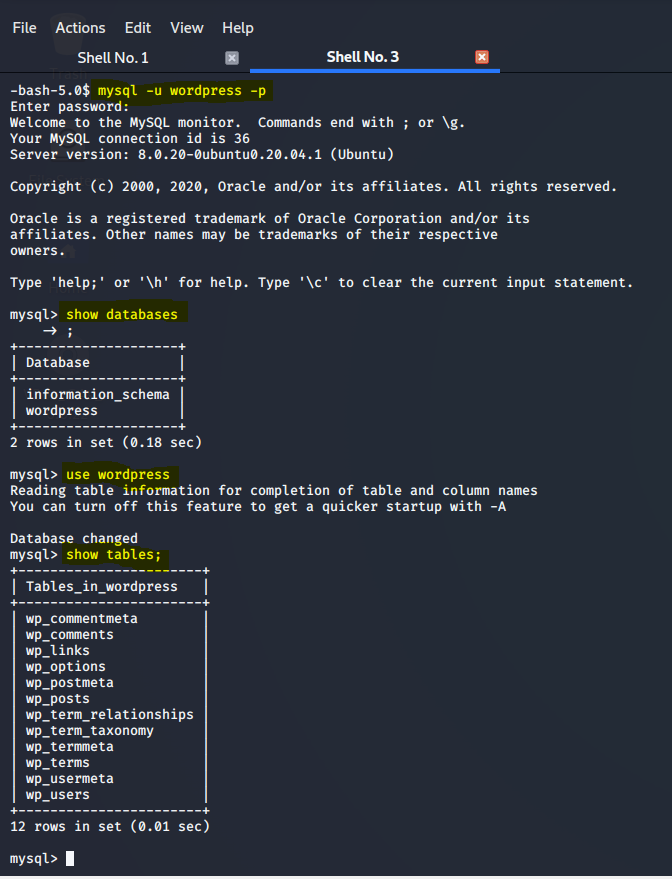 File Actions Edit View Help
Shell No. 1 Shell No. 3
-bash-5.0$ mysql -u wordpress -p
Enter password:
Welcome to the MySQL monitor.  Commands end with ; or \g.
Your MySQL connection id is 36
Server version: 8.0.20-0ubuntu0.20.04.1 (Ubuntu)
Copyright (c) 2000, 2020, Oracle and/or its affiliates. All rights reserved.
Oracle is a registered trademark of Oracle Corporation and/or its
affiliates. Other names may be trademarks of their respective
owners.
Type 'help;' or '\h' for help. Type '\c' to clear the current input statement.
mysql> show databases
    → ;
+--------------------+
| Database           |
+--------------------+
| information_schema |
| wordpress          |
+--------------------+
2 rows in set (0.18 sec)
mysql> use wordpress
Reading table information for completion of table and column names
You can turn off this feature to get a quicker startup with -A
Database changed
mysql> show tables;
+-----------------------+
| Tables_in_wordpress   |
+-----------------------+
| wp_commentmeta        |
| wp_comments           |
| wp_links              |
| wp_options            |
| wp_postmeta           |
| wp_posts              |
| wp_term_relationships |
| wp_term_taxonomy      |
| wp_termmeta           |
| wp_terms              |
| wp_usermeta           |
| wp_users              |
+-----------------------+
12 rows in set (0.01 sec)
mysql>